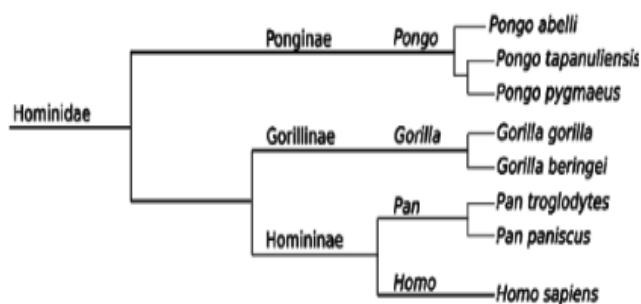 Pongo abelli
Ponginae Pongo
Pongo tapanuliensis
Pongo pygmaeus
Hominidae
Gorillinae Gorilla Gorilla gorilla
Gorilla beringei
Pan troglodytes
Pan
Homininae Pan paniscus
Homo
Homo sapiens